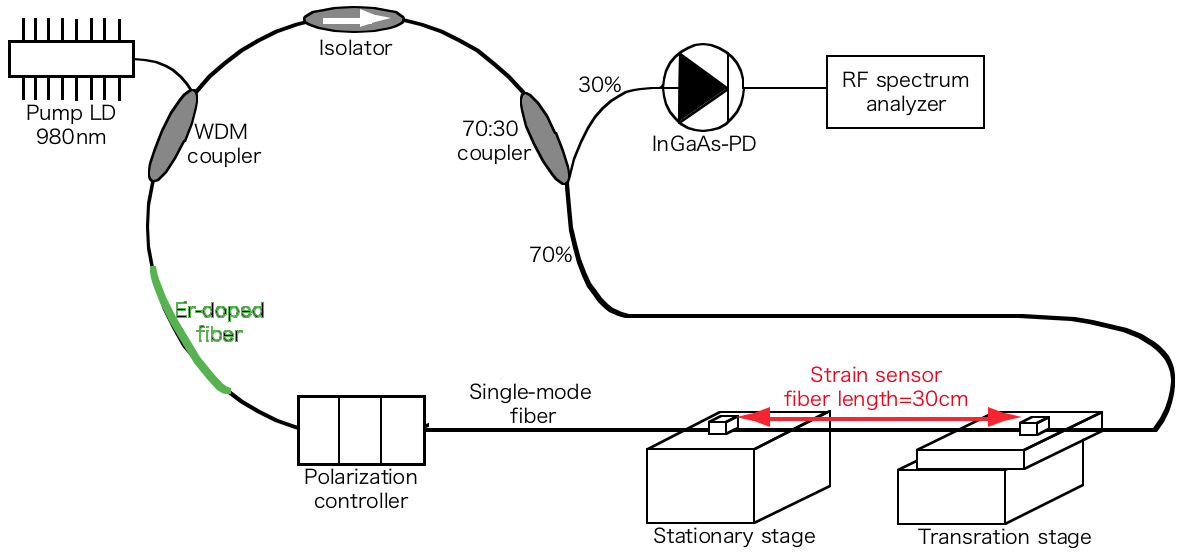 Isolator
Pump LD
980nm
WDM
coupler
70:30
coupler
30%
InGaAs-PD
RF spectrum
analyzer
70%
Er-doped
fiber
Single-mode
fiber
Strain sensor
fiber length=30cm
Polarization
controller
Stationary stage
Transration stage